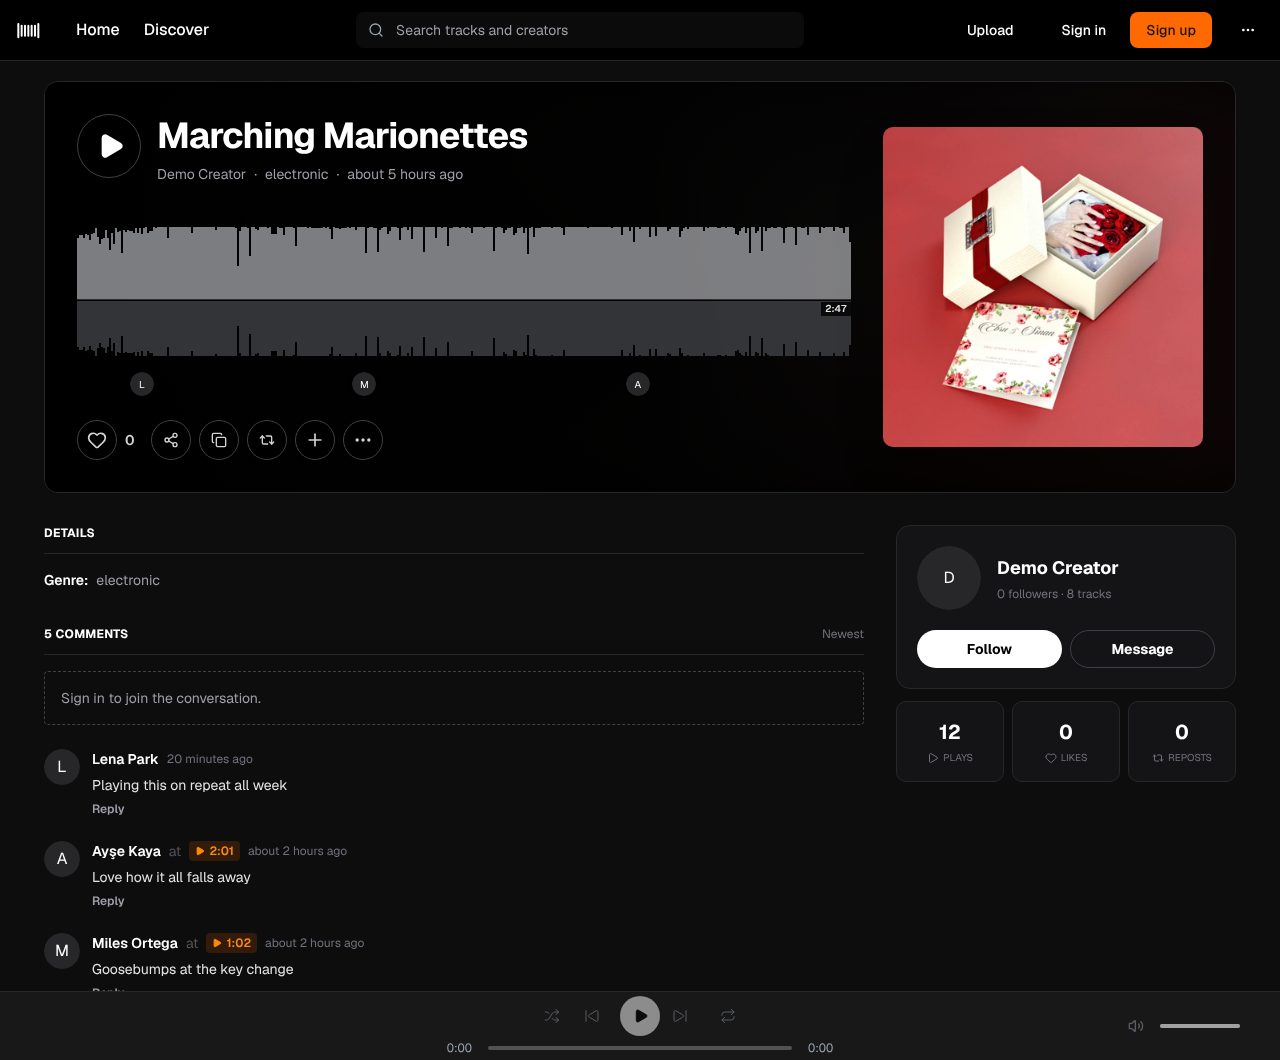 Home
Discover
Search tracks and creators
Upload
Sign in
Sign up
Marching Marionettes
Demo Creator · electronic · about 5 hours ago
2:47
L
M
A
0
Ebru & Sinan
DETAILS
Genre: electronic
5 COMMENTS
Newest
Sign in to join the conversation.
L
Lena Park 20 minutes ago
Playing this on repeat all week
Reply
A
Ayşe Kaya at 2:01 about 2 hours ago
Love how it all falls away
Reply
M
Miles Ortega at 1:02 about 2 hours ago
Goosebumps at the key change
Reply
D
Demo Creator
0 followers · 8 tracks
Follow
Message
12
PLAYS
0
LIKES
0
REPOSTS
0:00
0:00